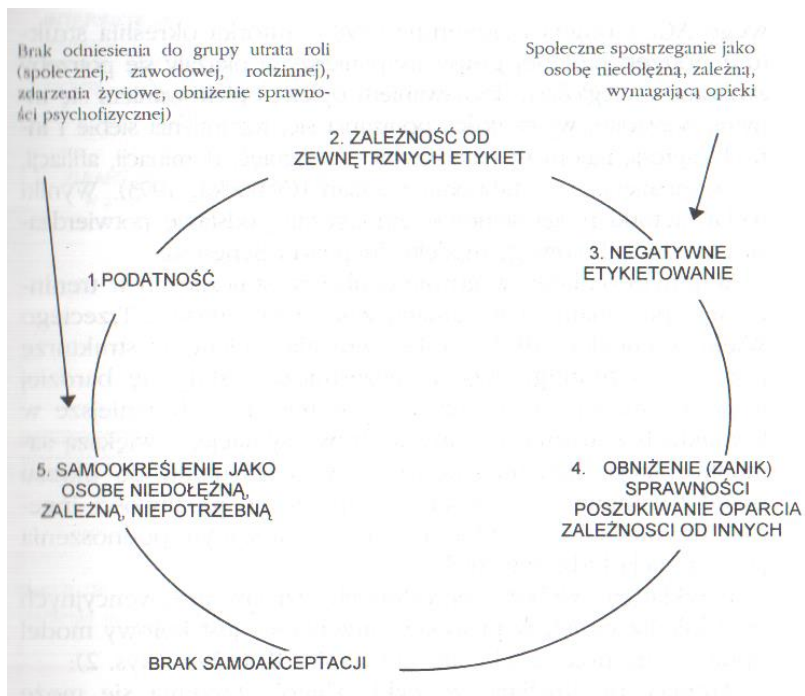 Brak odniesienia do grupy utrata roli
(społecznej, zawodowej, rodzinnej),
zdarzenia życiowe, obniżenie sprawno-
ści psychofizycznej)
Społeczne spostrzeganie jako
osobę niedołężną, zależną,
wymagającą opieki
2. ZALEŻNOŚĆ OD
ZEWNĘTRZNYCH ETYKIET
1.PODATNOŚĆ
3. NEGATYWNE
ETYKIETOWANIE
5. SAMOOKREŚLENIE JAKO
OSOBĘ NIEDOŁĘŻNĄ,
ZALEŻNĄ, NIEPOTRZEBNĄ
4. OBNIŻENIE (ZANIK)
SPRAWNOŚCI
POSZUKIWANIE OPARCIA
ZALEŻNOSCI OD INNYCH
BRAK SAMOAKCEPTACJI